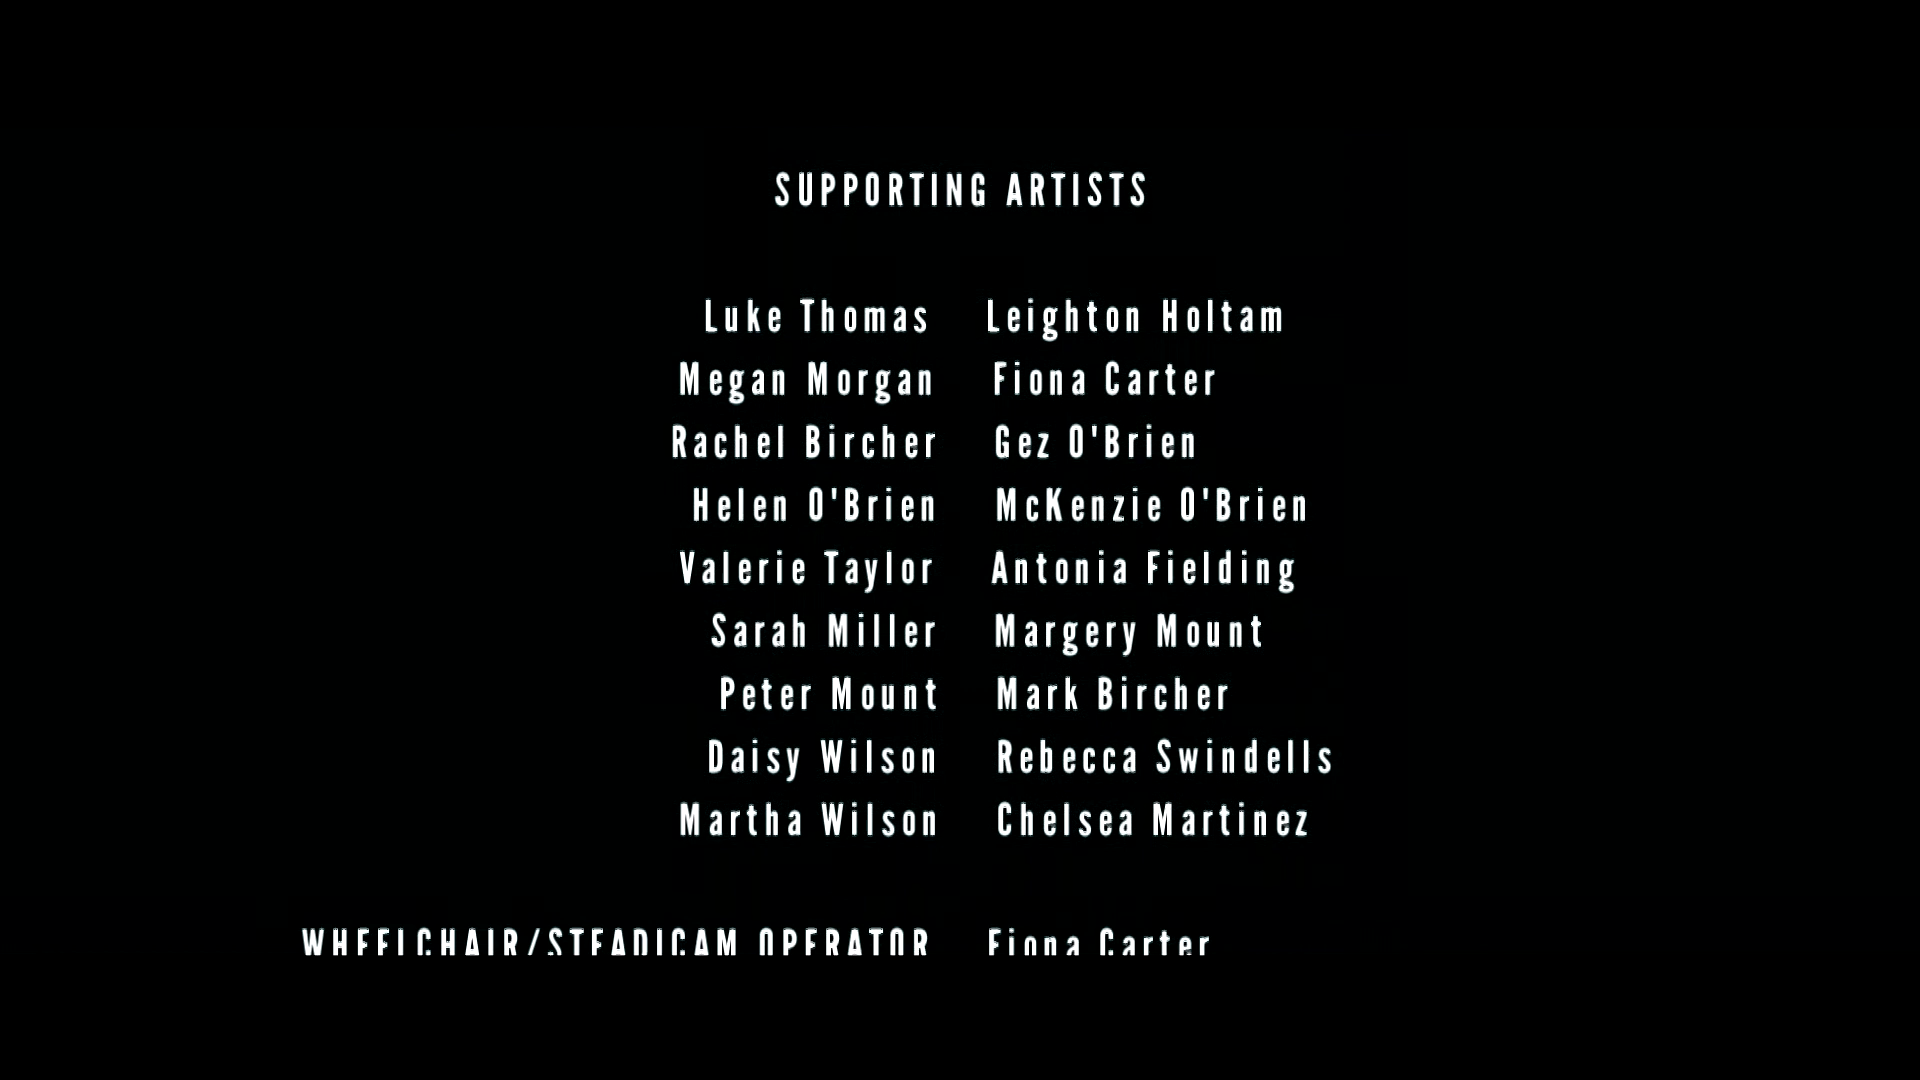 SUPPORTING ARTISTS
Luke Thomas Leighton Holtam
Megan Morgan Fiona Carter
Rachel Bircher Gez O'Brien
Helen O'Brien McKenzie O'Brien
Valerie Taylor Antonia Fielding
Sarah Miller Margery Mount
Peter Mount Mark Bircher
Daisy Wilson Rebecca Swindells
Martha Wilson Chelsea Martinez
WHEELCHAIR/STEADICAM OPERATOR Fiona Carter